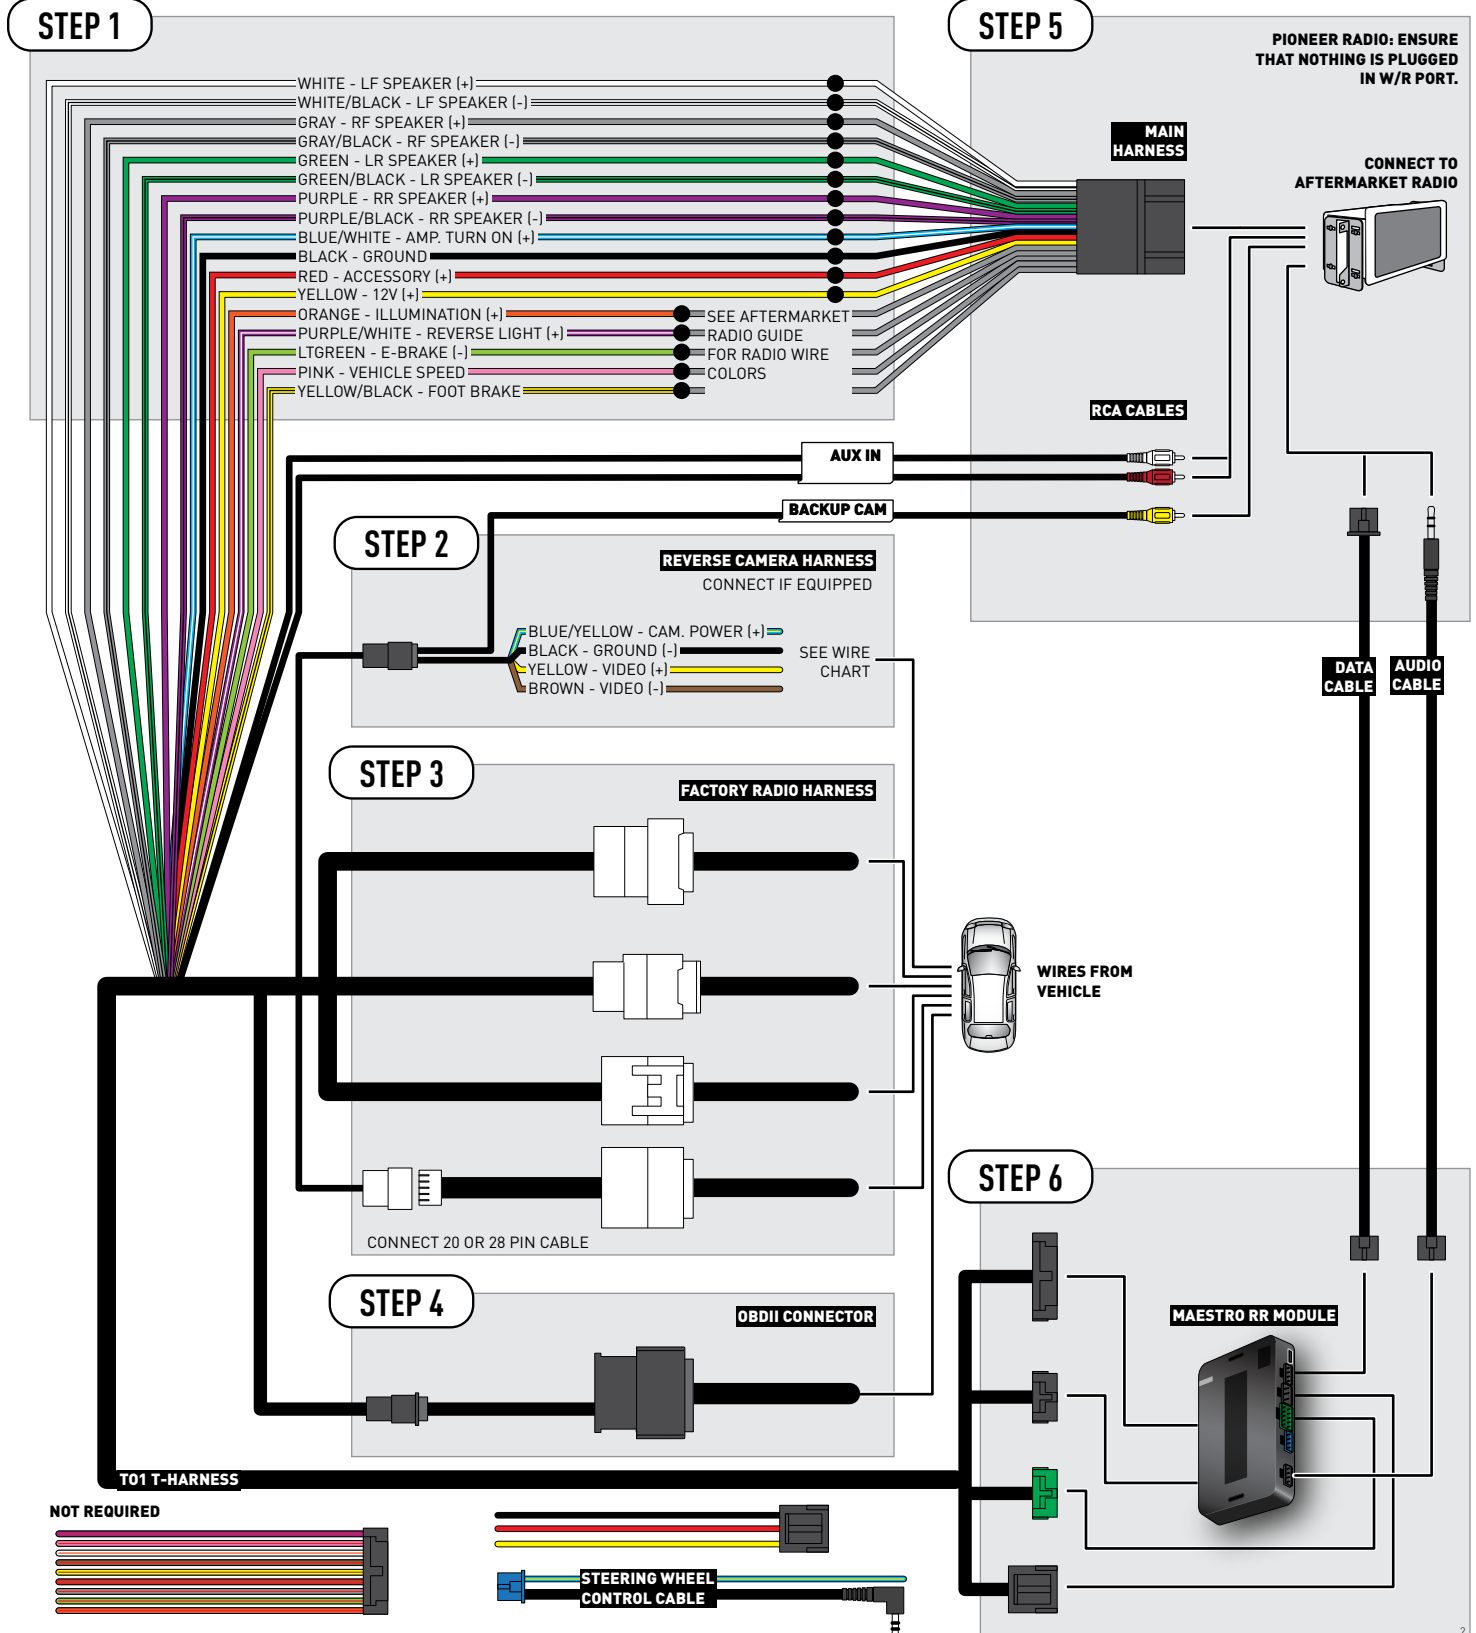 STEP 1
WHITE - LF SPEAKER (+)
WHITE/BLACK - LF SPEAKER (-)
GRAY - RF SPEAKER (+)
GRAY/BLACK - RF SPEAKER (-)
GREEN - LR SPEAKER (+)
GREEN/BLACK - LR SPEAKER (-)
PURPLE - RR SPEAKER (+)
PURPLE/BLACK - RR SPEAKER (-)
BLUE/WHITE - AMP. TURN ON (+)
BLACK - GROUND
RED - ACCESSORY (+)
YELLOW - 12V (+)
ORANGE - ILLUMINATION (+)
PURPLE/WHITE - REVERSE LIGHT (+)
LTGREEN - E-BRAKE (-)
PINK - VEHICLE SPEED
YELLOW/BLACK - FOOT BRAKE
SEE AFTERMARKET
RADIO GUIDE
FOR RADIO WIRE
COLORS
STEP 5
PIONEER RADIO: ENSURE
THAT NOTHING IS PLUGGED
IN W/R PORT.
MAIN
HARNESS
CONNECT TO
AFTERMARKET RADIO
RCA CABLES
AUX IN
BACKUP CAM
DATA
CABLE
AUDIO
CABLE
STEP 2
REVERSE CAMERA HARNESS
CONNECT IF EQUIPPED
BLUE/YELLOW - CAM. POWER (+)
BLACK - GROUND (-)
YELLOW - VIDEO (+)
BROWN - VIDEO (-)
SEE WIRE
CHART
STEP 3
FACTORY RADIO HARNESS
CONNECT 20 OR 28 PIN CABLE
WIRES FROM
VEHICLE
STEP 4
OBDII CONNECTOR
STEP 6
MAESTRO RR MODULE
T01 T-HARNESS
NOT REQUIRED
STEERING WHEEL
CONTROL CABLE
2